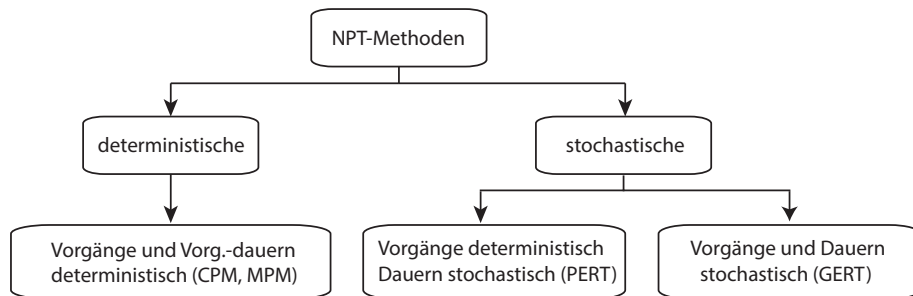 NPT-Methoden
deterministische
stochastische
Vorgänge und Vorg.-dauern
deterministisch (CPM, MPM)
Vorgänge deterministisch
Dauern stochastisch (PERT)
Vorgänge und Dauern
stochastisch (GERT)